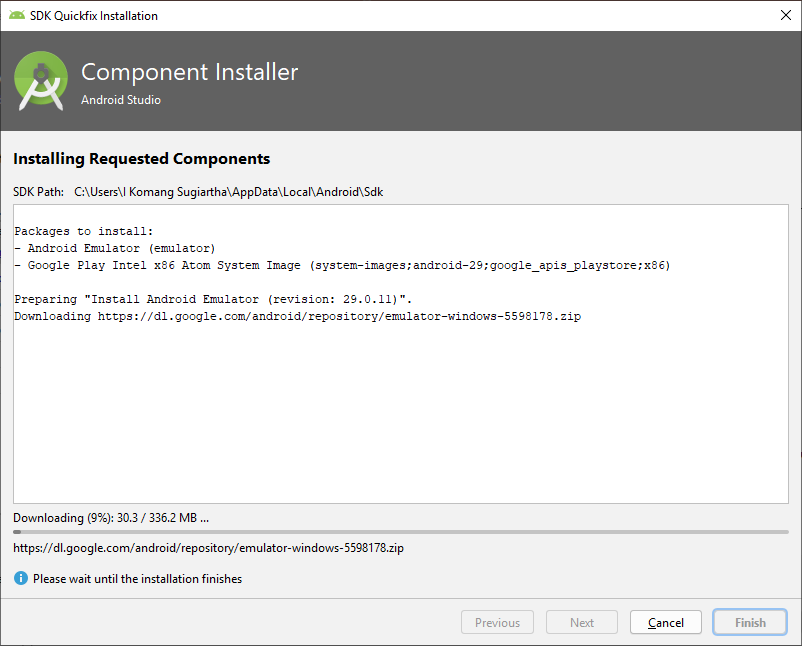 SDK Quickfix Installation
Component Installer
Android Studio
Installing Requested Components
SDK Path: C:\Users\I Komang Sugiartha\AppData\Local\Android\Sdk
Packages to install:
- Android Emulator (emulator)
- Google Play Intel x86 Atom System Image (system-images;android-29;google_apis_playstore;x86)
Preparing "Install Android Emulator (revision: 29.0.11)".
Downloading https://dl.google.com/android/repository/emulator-windows-5598178.zip
Downloading (9%): 30.3 / 336.2 MB ...
https://dl.google.com/android/repository/emulator-windows-5598178.zip
Please wait until the installation finishes
Previous Next Cancel Finish